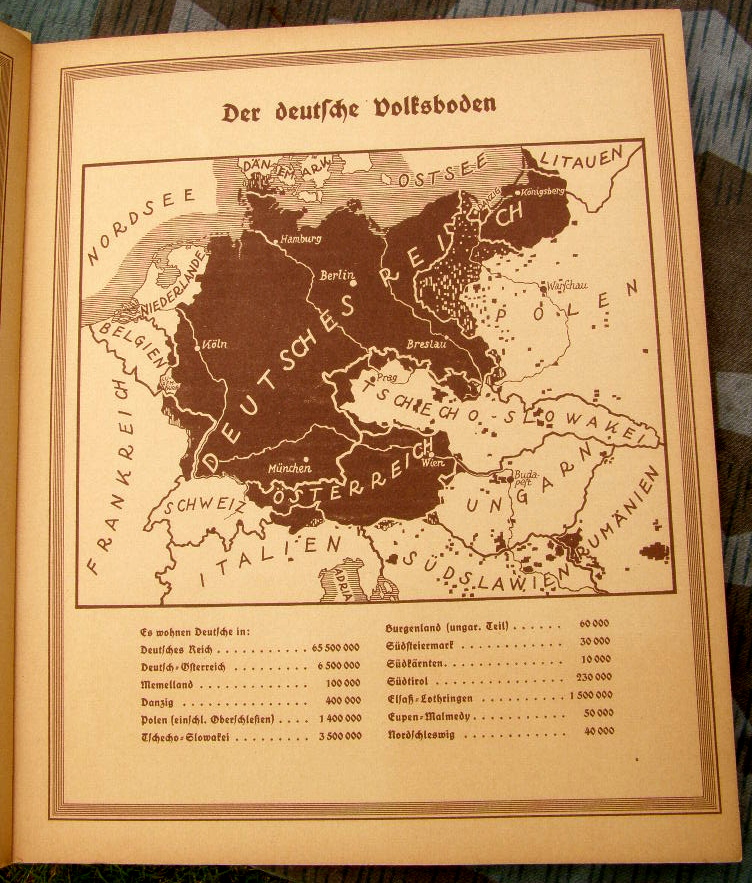 Der deutsche Volksboden
NORDSEE
DÄNEMARK
OSTSEE
LITAUEN
Königsberg
Hamburg
Berlin
NIEDERLANDE
BELGIEN
Köln
DEUTSCHES REICH
Warschau
POLEN
Breslau
Prag
TSCHECHO-SLOWAKEI
FRANKREICH
München
ÖSTERREICH
Wien
Buda-
pest
UNGARN
SCHWEIZ
ITALIEN
ADRIA
SÜDSLAWIEN
RUMÄNIEN
Es wohnen Deutsche in:
Deutsches Reich . . . . . . . . . . 65 500 000
Deutsch-Österreich . . . . . . . . 6 500 000
Memelland . . . . . . . . . . . . 100 000
Danzig . . . . . . . . . . . . . . 400 000
Polen (einschl. Oberschlesien) . . . . 1 400 000
Tschecho-Slowakei . . . . . . . . 3 500 000
Burgenland (ungar. Teil) . . . . . . 60 000
Südsteiermark . . . . . . . . . . . 30 000
Südkärnten . . . . . . . . . . . . 10 000
Südtirol . . . . . . . . . . . . . 230 000
Elsaß-Lothringen . . . . . . . . . 1 500 000
Eupen-Malmedy . . . . . . . . . . 50 000
Nordschleswig . . . . . . . . . . . 40 000